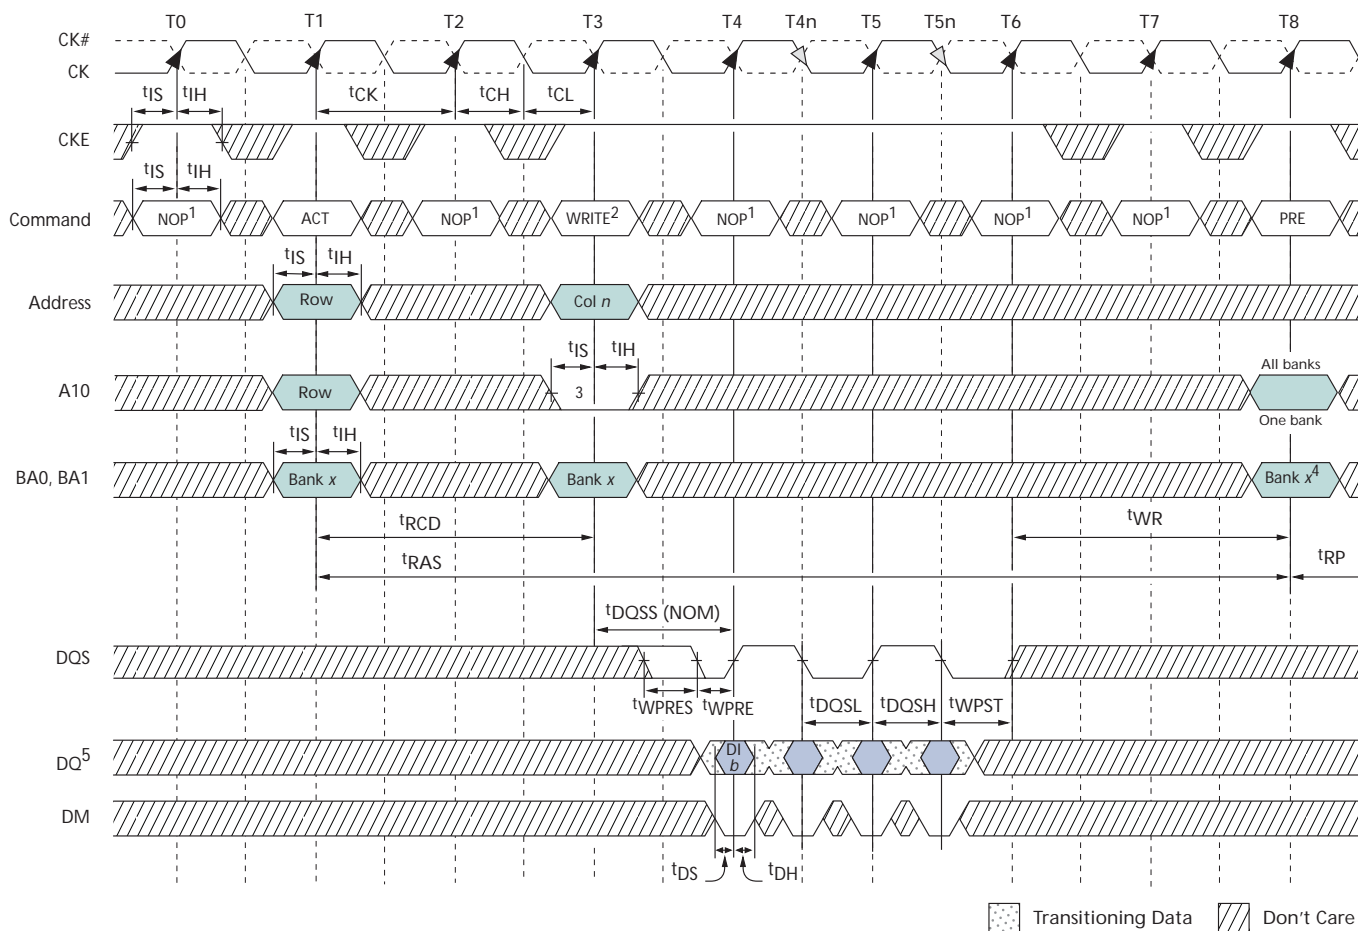 T0 T1 T2 T3 T4 T4n T5 T5n T6 T7 T8
CK#
CK
tIS tIH tCK tCH tCL
CKE
tIS tIH
Command NOP1 ACT NOP1 WRITE2 NOP1 NOP1 NOP1 NOP1 PRE
tIS tIH
Address Row Col n
tIS tIH All banks
A10 Row 3
One bank
tIS tIH
BA0, BA1 Bank x Bank x Bank x4
tRCD tWR
tRAS tRP
tDQSS (NOM)
DQS
tWPRES tWPRE tDQSL tDQSH tWPST
DQ5 DI
b
DM
tDS tDH
Transitioning Data Don't Care